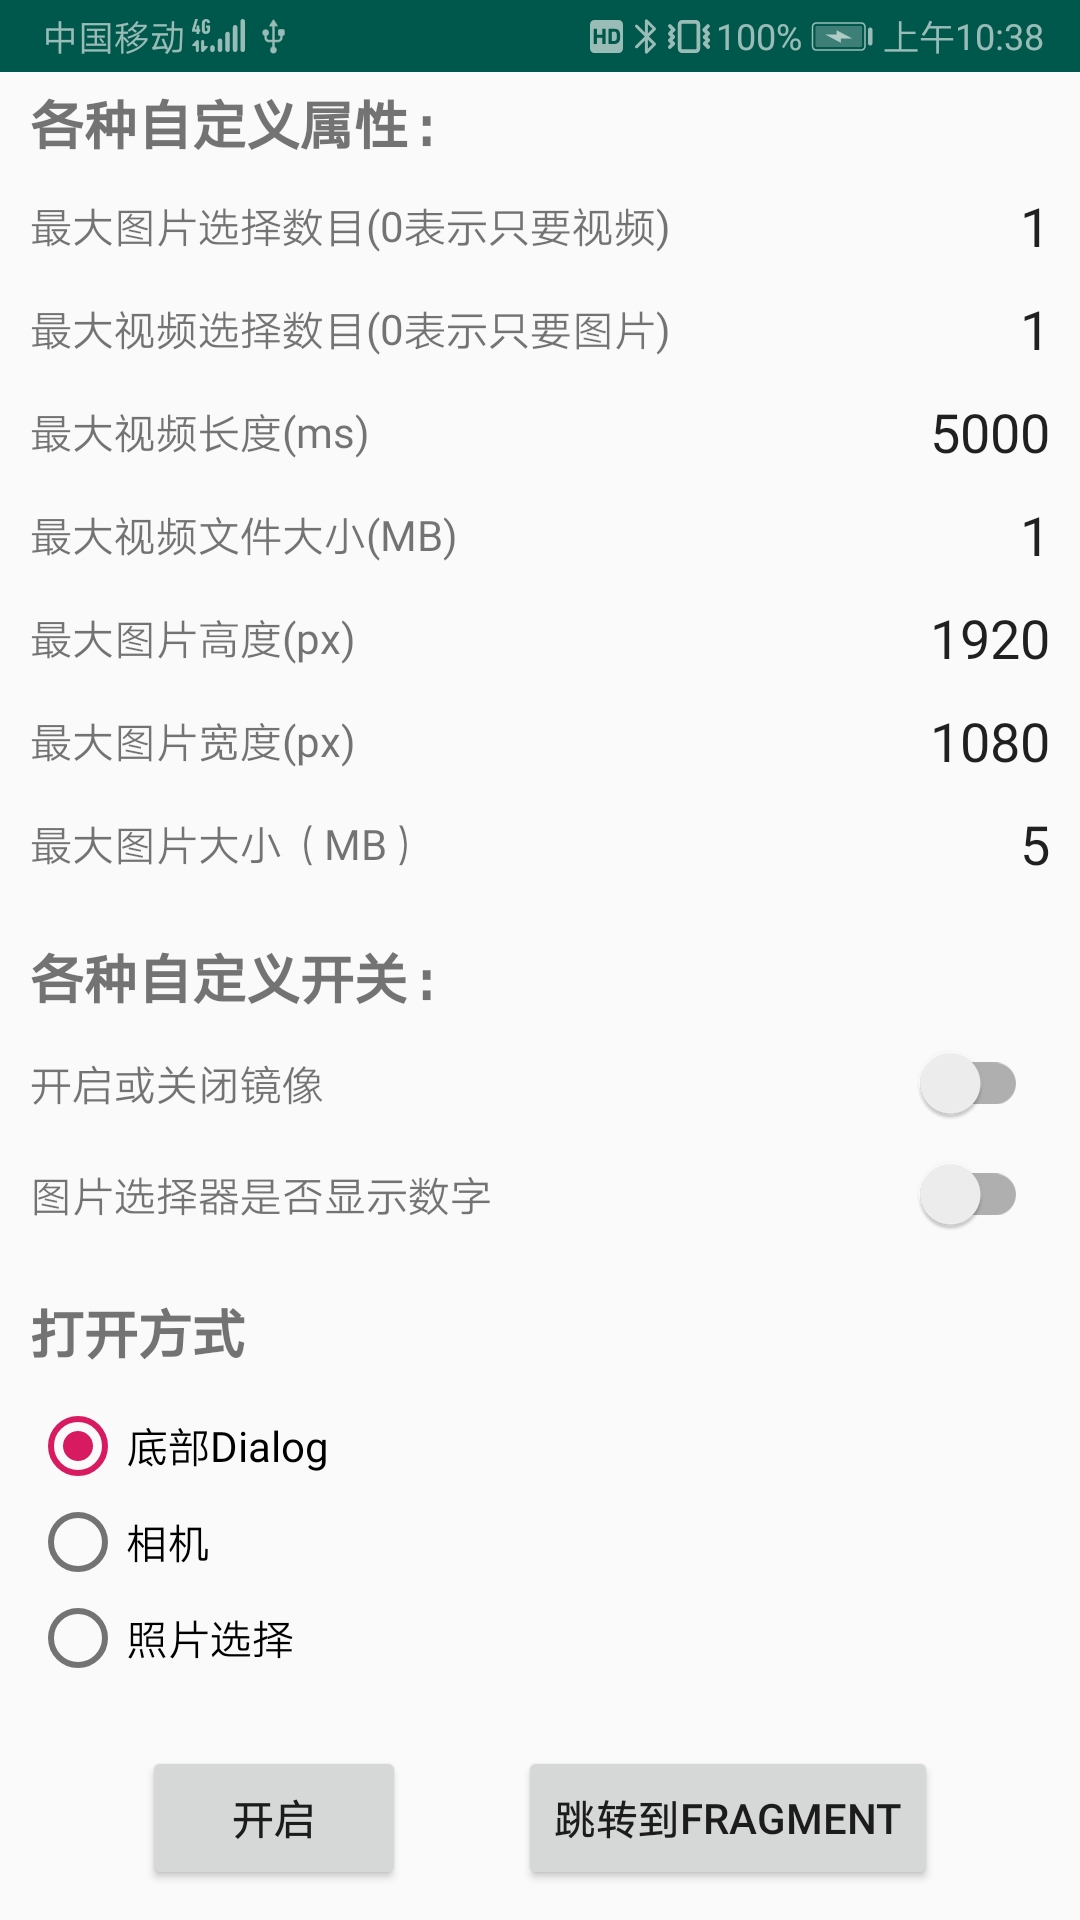 中国移动 4G HD 100% 上午10:38
各种自定义属性:
最大图片选择数目(0表示只要视频) 1
最大视频选择数目(0表示只要图片) 1
最大视频长度(ms) 5000
最大视频文件大小(MB) 1
最大图片高度(px) 1920
最大图片宽度(px) 1080
最大图片大小（MB） 5
各种自定义开关:
开启或关闭镜像
图片选择器是否显示数字
打开方式
底部Dialog
相机
照片选择
开启 跳转到FRAGMENT